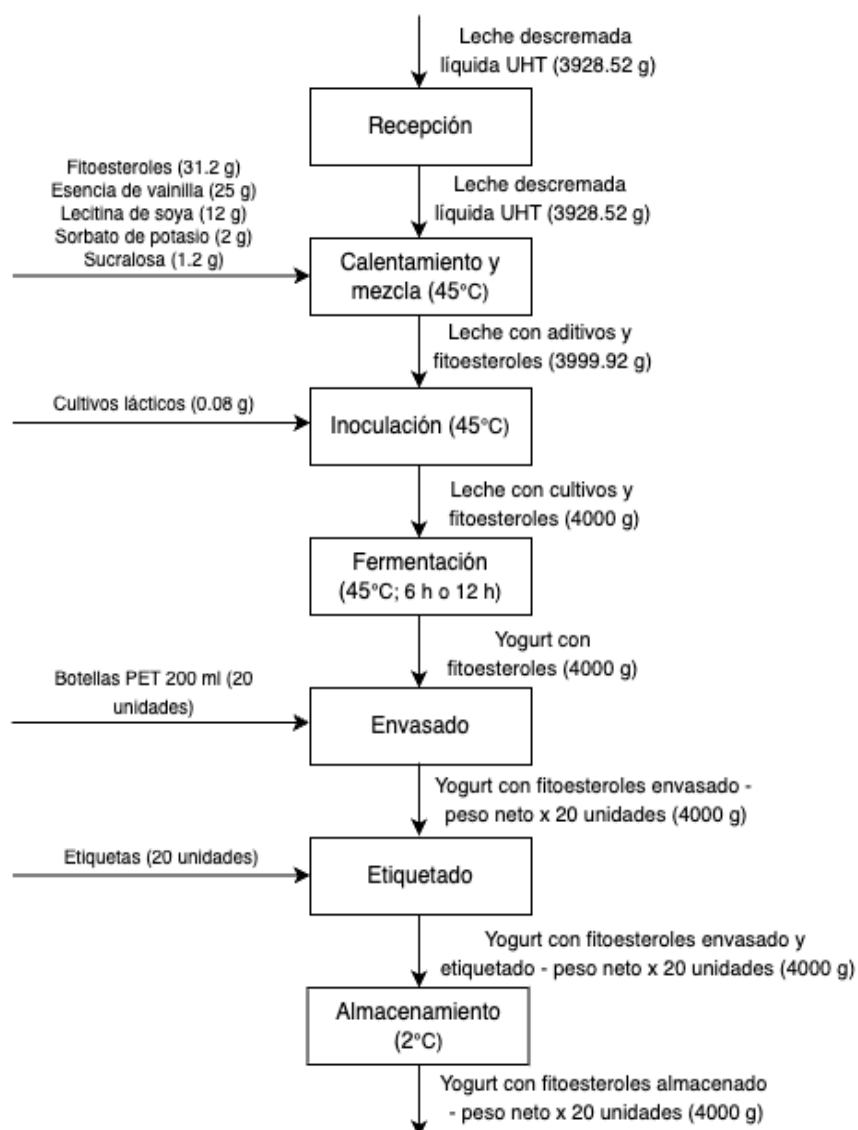 Leche descremada
líquida UHT (3928.52 g)
Recepción
Leche descremada
líquida UHT (3928.52 g)
Fitoesteroles (31.2 g)
Esencia de vainilla (25 g)
Lecitina de soya (12 g)
Sorbato de potasio (2 g)
Sucralosa (1.2 g)
Calentamiento y
mezcla (45°C)
Leche con aditivos y
fitoesteroles (3999.92 g)
Cultivos lácticos (0.08 g)
Inoculación (45°C)
Leche con cultivos y
fitoesteroles (4000 g)
Fermentación
(45°C; 6 h o 12 h)
Yogurt con
fitoesteroles (4000 g)
Botellas PET 200 ml (20
unidades)
Envasado
Yogurt con fitoesteroles envasado -
peso neto x 20 unidades (4000 g)
Etiquetas (20 unidades)
Etiquetado
Yogurt con fitoesteroles envasado y
etiquetado - peso neto x 20 unidades (4000 g)
Almacenamiento
(2°C)
Yogurt con fitoesteroles almacenado
- peso neto x 20 unidades (4000 g)